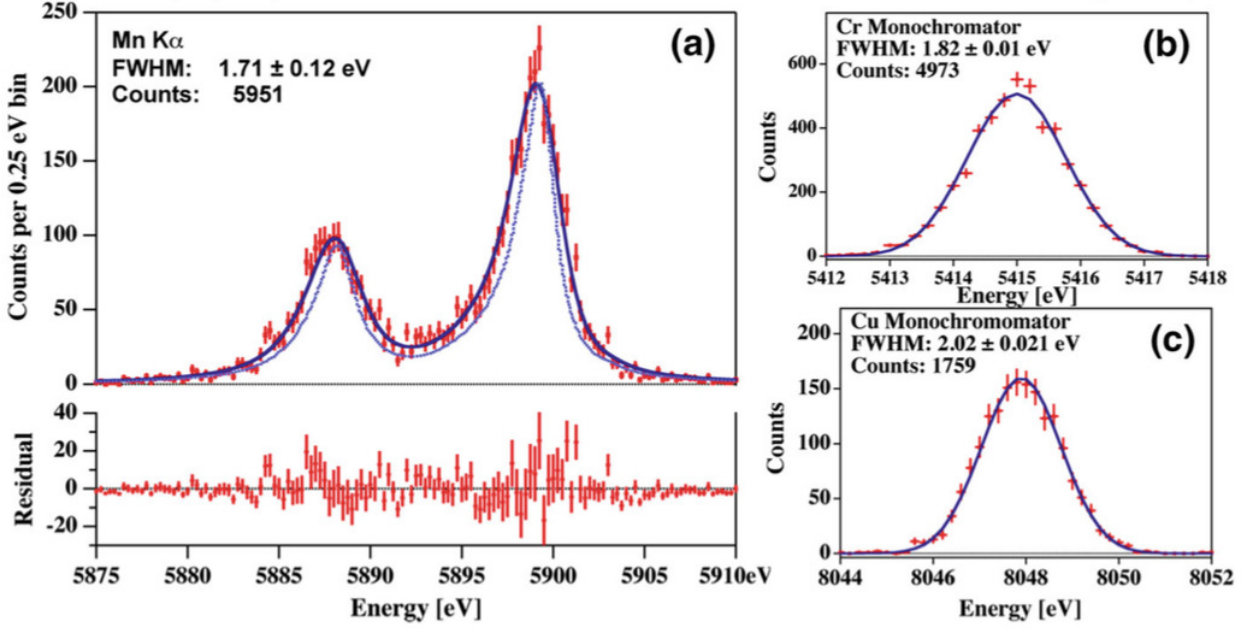 Mn Kα
FWHM: 1.71 ± 0.12 eV
Counts: 5951
(a)
Counts per 0.25 eV bin
250
200
150
100
50
0
Residual
40
20
0
-20
5875 5880 5885 5890 5895 5900 5905 5910eV
Energy [eV]
Cr Monochromator
FWHM: 1.82 ± 0.01 eV
Counts: 4973
(b)
Counts
600
400
200
0
5412 5413 5414 5415 5416 5417 5418
Energy [eV]
Cu Monochromomator
FWHM: 2.02 ± 0.021 eV
Counts: 1759
(c)
Counts
200
150
100
50
0
8044 8046 8048 8050 8052
Energy [eV]